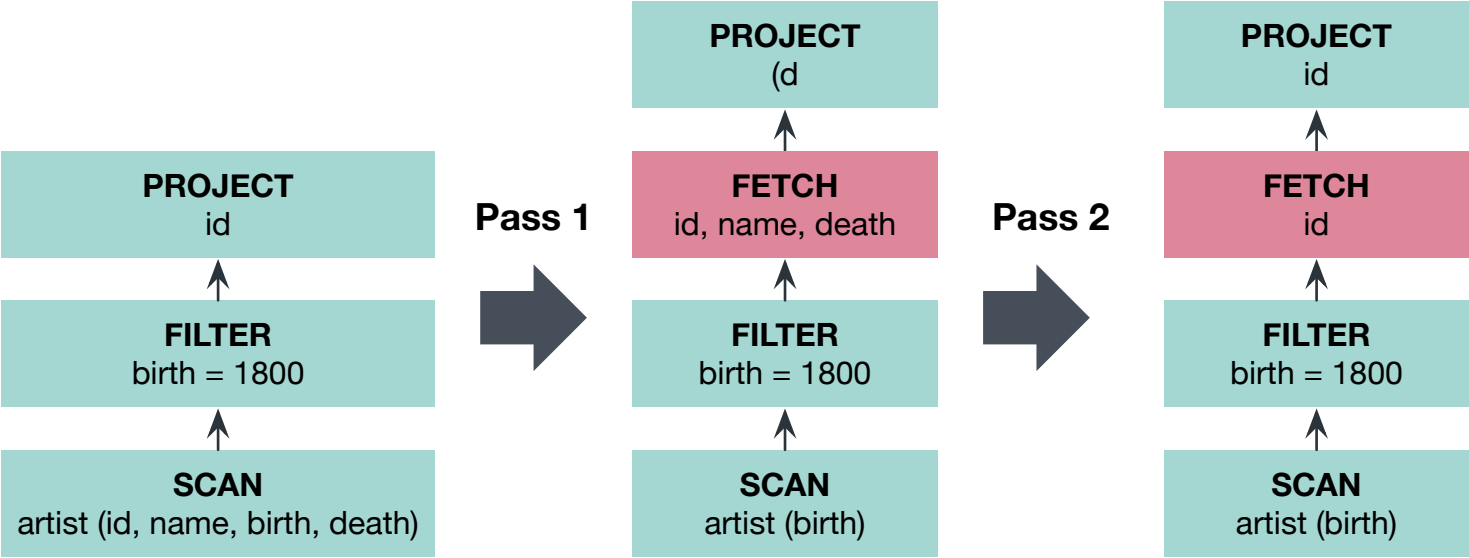 PROJECT
id
FILTER
birth = 1800
SCAN
artist (id, name, birth, death)
Pass 1
PROJECT
(d
FETCH
id, name, death
FILTER
birth = 1800
SCAN
artist (birth)
Pass 2
PROJECT
id
FETCH
id
FILTER
birth = 1800
SCAN
artist (birth)